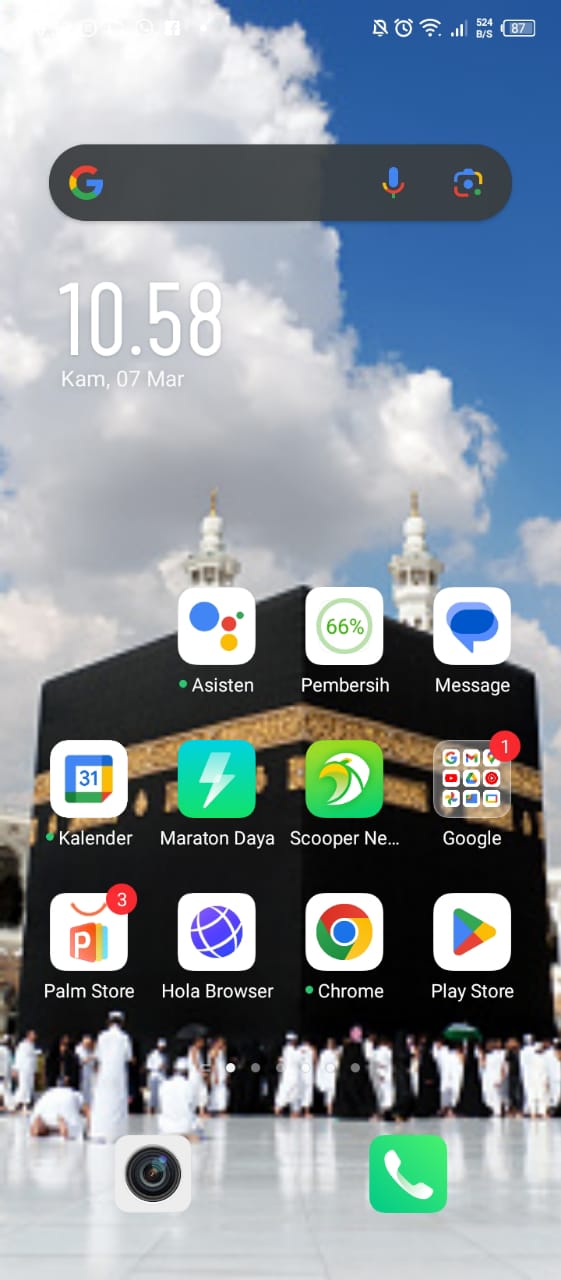 524
B/S
87
10.58
Kam, 07 Mar
66%
Asisten
Pembersih
Message
31
1
Kalender
Maraton Daya
Scooper Ne...
Google
3
P
Palm Store
Hola Browser
Chrome
Play Store